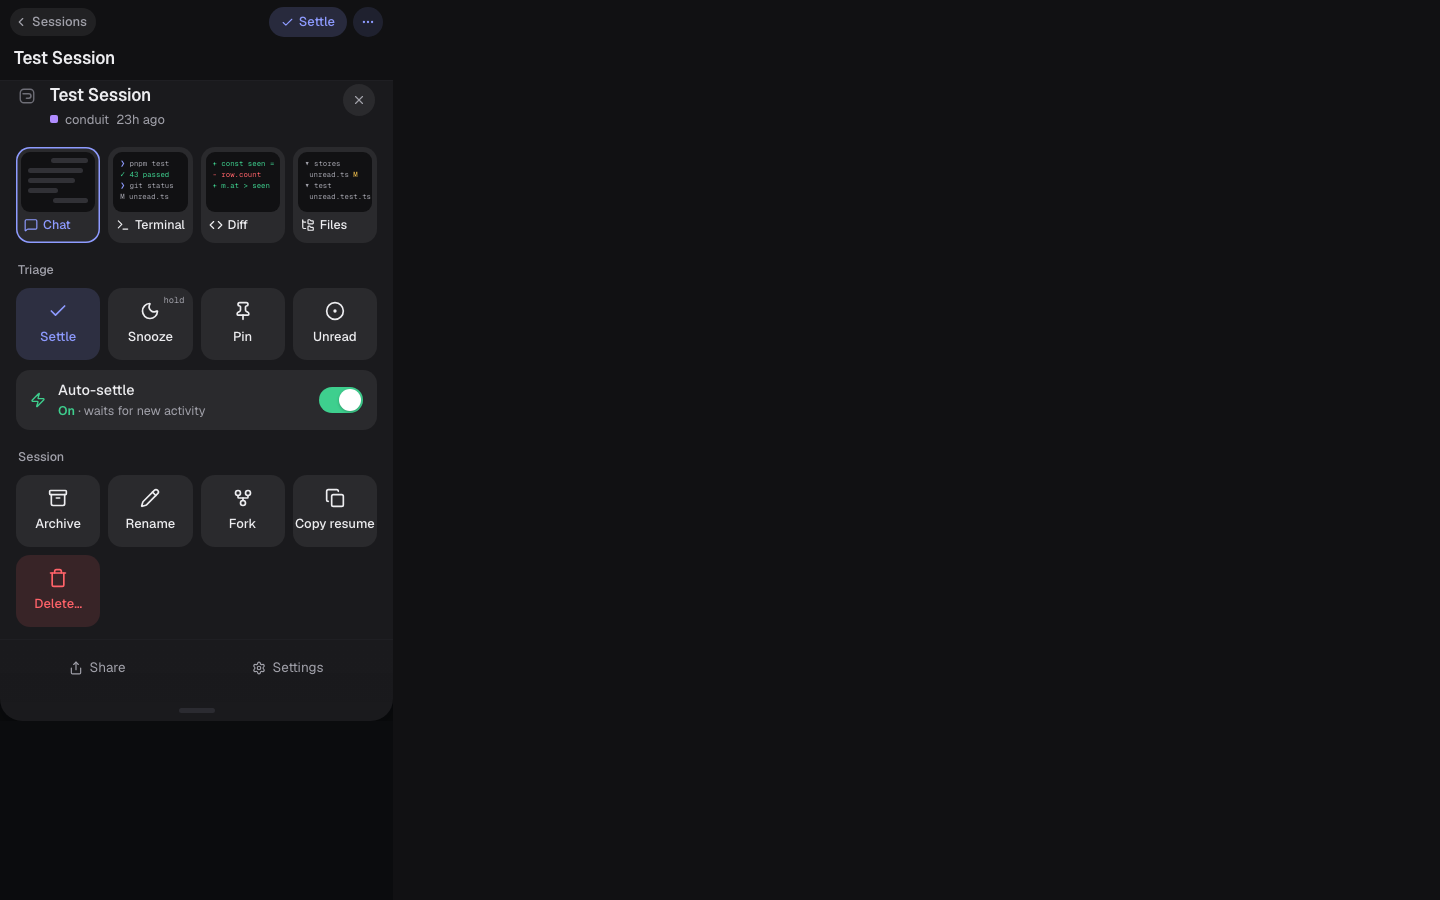 Sessions
Settle
Test Session
Test Session
conduit 23h ago
❯ pnpm test
✓ 43 passed
❯ git status
M unread.ts
+ const seen =
- row.count
+ m.at > seen
▾ stores
unread.ts M
▾ test
unread.test.ts
Chat
Terminal
Diff
Files
Triage
Settle
hold
Snooze
Pin
Unread
Auto-settle
On · waits for new activity
Session
Archive
Rename
Fork
Copy resume
Delete…
Share
Settings